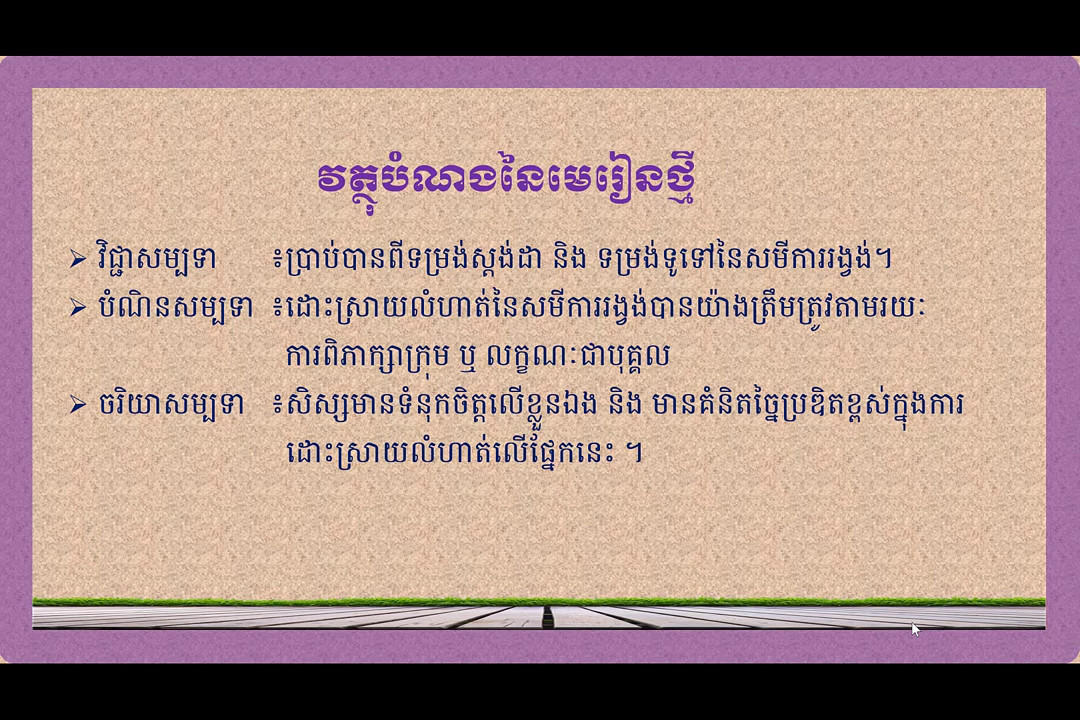 វត្ថុបំណងនៃមេរៀនថ្មី
➢ វិជ្ជាសម្បទា ៖ប្រាប់បានពីទម្រង់ស្តង់ដា និង ទម្រង់ទូទៅនៃសមីការរង្វង់។
➢ បំណិនសម្បទា ៖ដោះស្រាយលំហាត់នៃសមីការរង្វង់បានយ៉ាងត្រឹមត្រូវតាមរយៈ
ការពិភាក្សាក្រុម ឬ លក្ខណៈជាបុគ្គល
➢ ចរិយាសម្បទា ៖សិស្សមានទំនុកចិត្តលើខ្លួនឯង និង មានគំនិតច្នៃប្រឌិតខ្ពស់ក្នុងការ
ដោះស្រាយលំហាត់លើផ្នែកនេះ ។